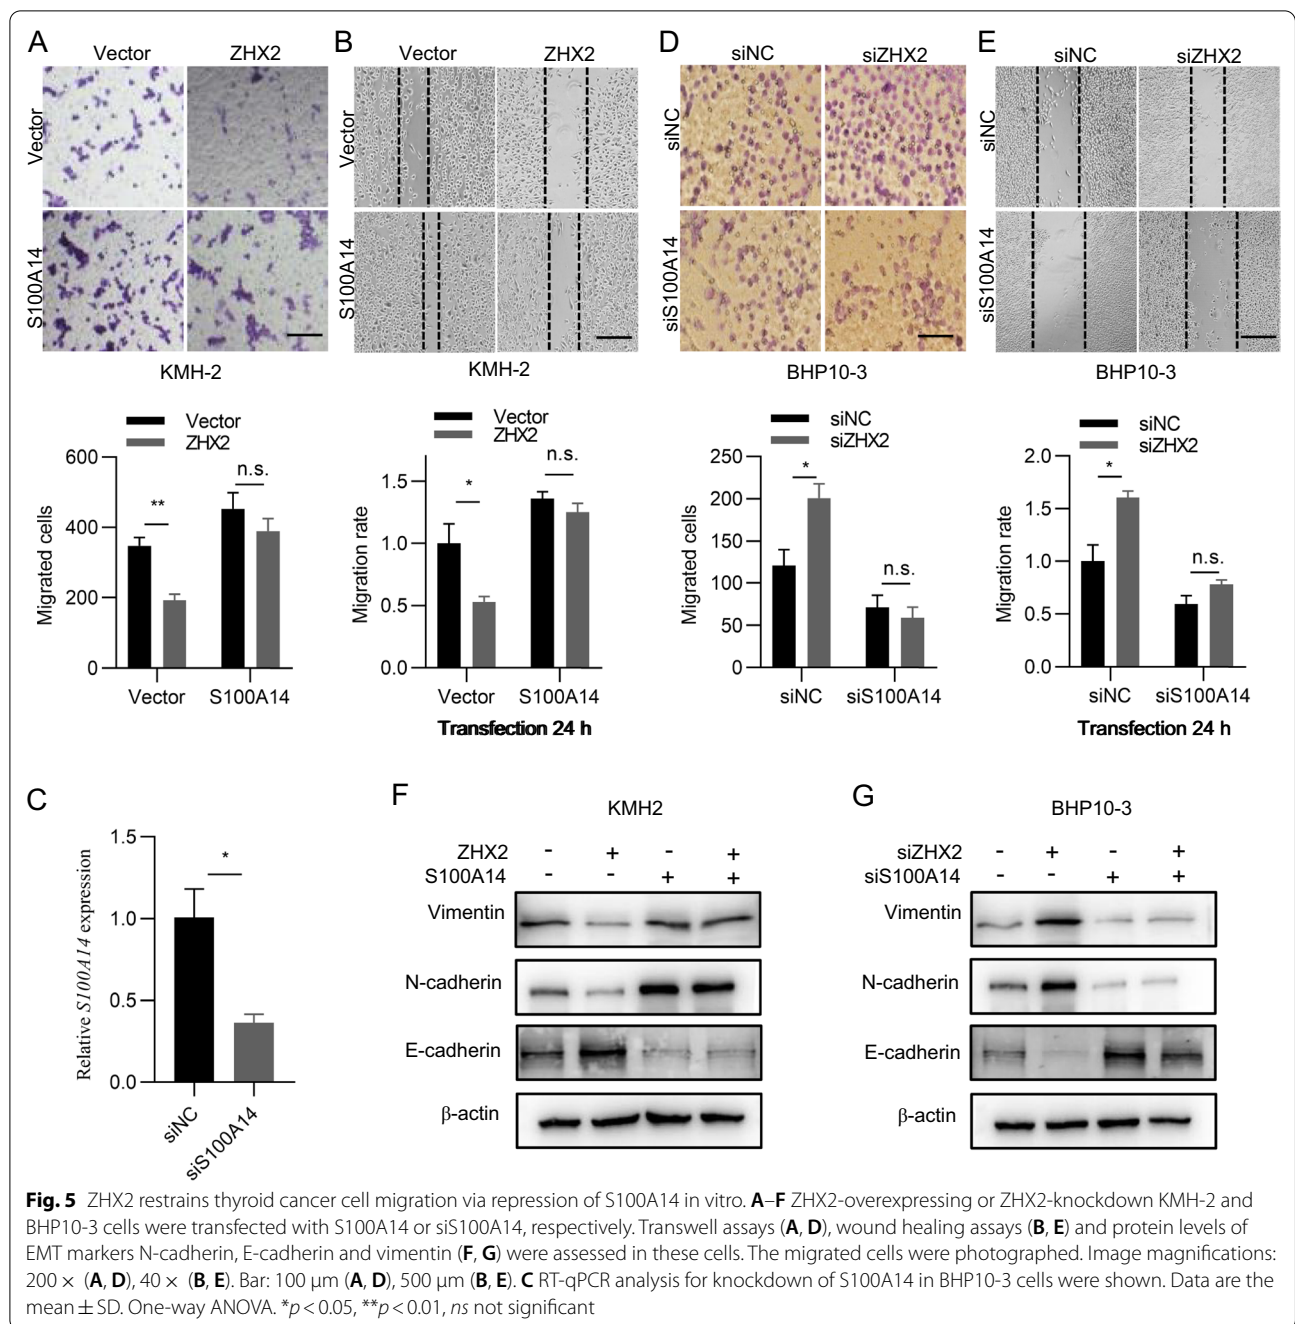 A
Vector
ZHX2
Vector
S100A14
KMH-2
Vector
ZHX2
600
400
200
0
Migrated cells
**
n.s.
Vector
S100A14
B
Vector
ZHX2
Vector
S100A14
KMH-2
Vector
ZHX2
1.5
1.0
0.5
0.0
Migration rate
*
n.s.
Vector
S100A14
Transfection 24 h
D
siNC
siZHX2
siNC
siS100A14
BHP10-3
siNC
siZHX2
250
200
150
100
50
0
Migrated cells
*
n.s.
siNC
siS100A14
E
siNC
siZHX2
siNC
siS100A14
BHP10-3
siNC
siZHX2
2.0
1.5
1.0
0.5
0.0
Migration rate
*
n.s.
siNC
siS100A14
Transfection 24 h
C
1.5
1.0
0.5
0.0
Relative S100A14 expression
*
siNC
siS100A14
F
KMH2
ZHX2 - + - +
S100A14 - - + +
Vimentin
N-cadherin
E-cadherin
β-actin
G
BHP10-3
siZHX2 - + - +
siS100A14 - - + +
Vimentin
N-cadherin
E-cadherin
β-actin
Fig. 5 ZHX2 restrains thyroid cancer cell migration via repression of S100A14 in vitro. A–F ZHX2-overexpressing or ZHX2-knockdown KMH-2 and
BHP10-3 cells were transfected with S100A14 or siS100A14, respectively. Transwell assays (A, D), wound healing assays (B, E) and protein levels of
EMT markers N-cadherin, E-cadherin and vimentin (F, G) were assessed in these cells. The migrated cells were photographed. Image magnifications:
200 × (A, D), 40 × (B, E). Bar: 100 μm (A, D), 500 μm (B, E). C RT-qPCR analysis for knockdown of S100A14 in BHP10-3 cells were shown. Data are the
mean ± SD. One-way ANOVA. *p < 0.05, **p < 0.01, ns not significant